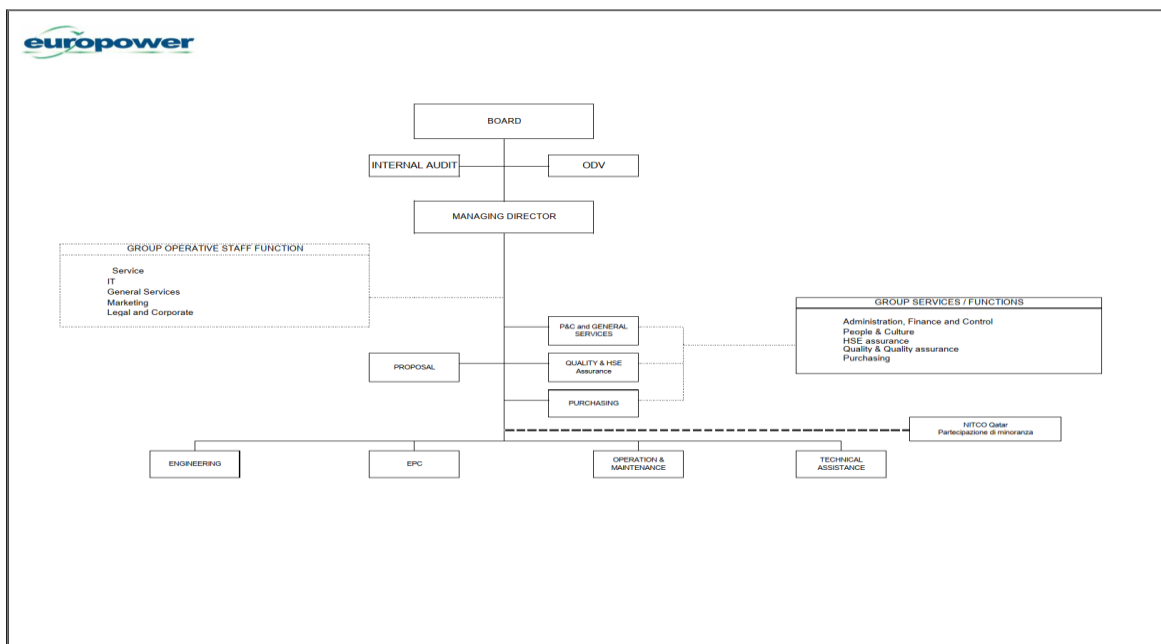 europower
BOARD
INTERNAL AUDIT
ODV
MANAGING DIRECTOR
GROUP OPERATIVE STAFF FUNCTION
Service
IT
General Services
Marketing
Legal and Corporate
GROUP SERVICES / FUNCTIONS
Administration, Finance and Control
People & Culture
HSE assurance
Quality & Quality assurance
Purchasing
P&C and GENERAL
SERVICES
PROPOSAL
QUALITY & HSE
Assurance
PURCHASING
NITCO Qatar
Partecipazione di minoranza
ENGINEERING
EPC
OPERATION &
MAINTENANCE
TECHNICAL
ASSISTANCE